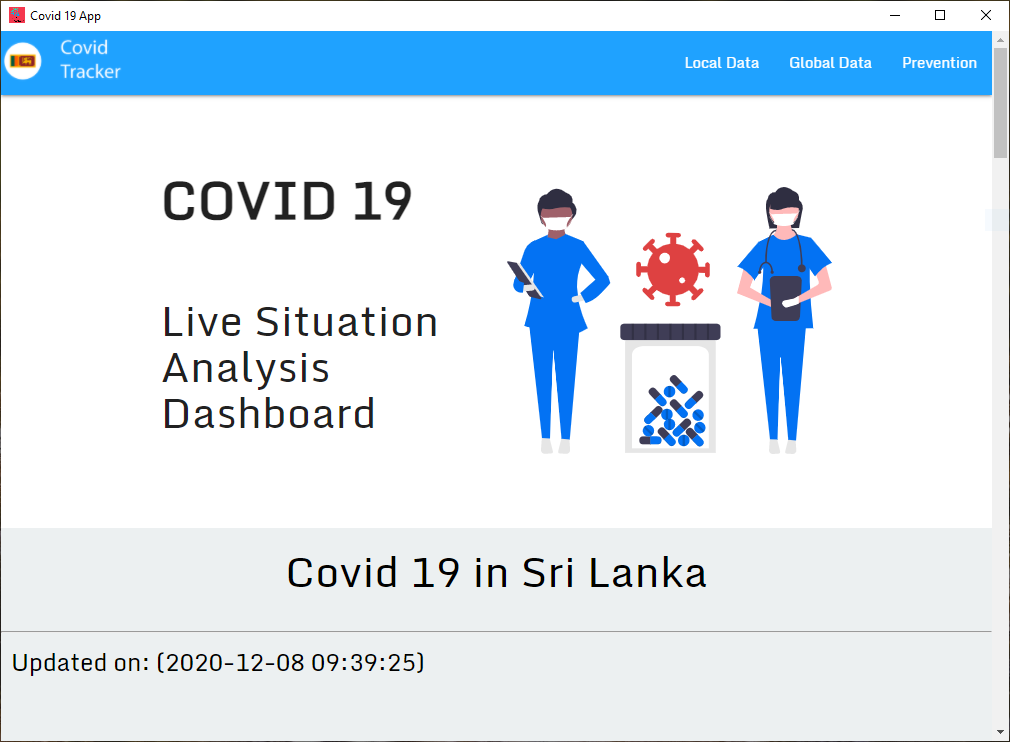 Covid 19 App
Covid
Tracker
Local Data
Global Data
Prevention
COVID 19
Live Situation
Analysis
Dashboard
Covid 19 in Sri Lanka
Updated on: (2020-12-08 09:39:25)